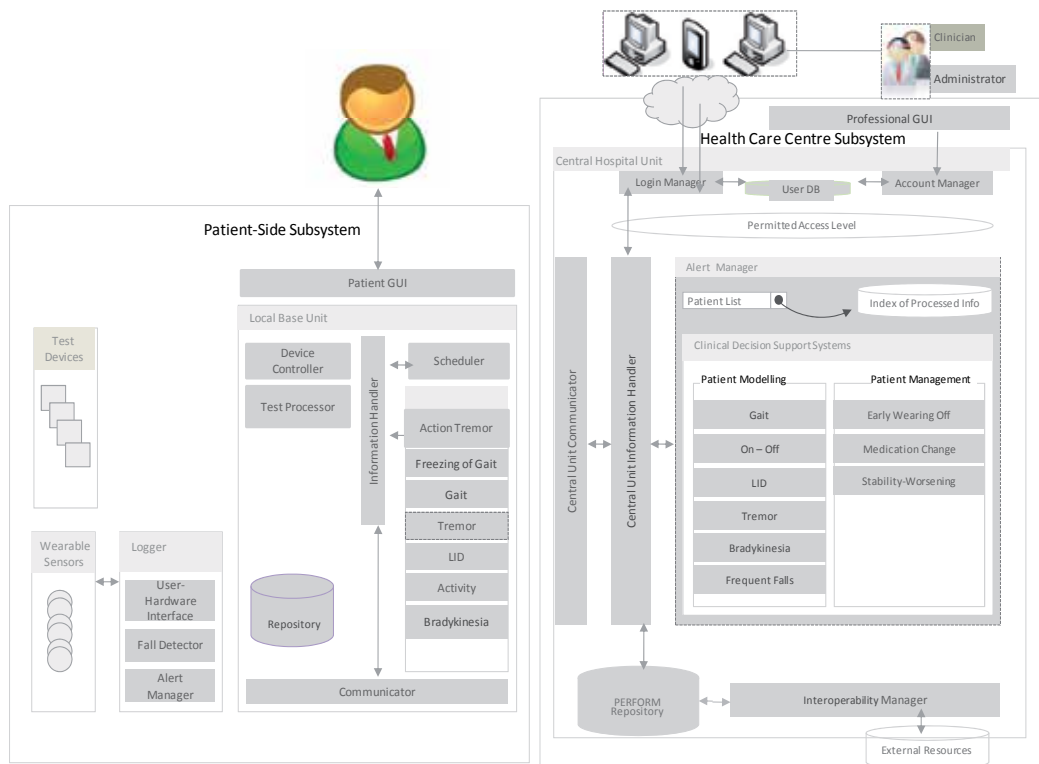 Clinician
Administrator
Professional GUI
Health Care Centre Subsystem
Central Hospital Unit
Login Manager
User DB
Account Manager
Permitted Access Level
Patient-Side Subsystem
Patient GUI
Local Base Unit
Device
Controller
Test Processor
Information Handler
Scheduler
Action Tremor
Freezing of Gait
Gait
Tremor
LID
Activity
Bradykinesia
Repository
Communicator
Test
Devices
Wearable
Sensors
Logger
User-
Hardware
Interface
Fall Detector
Alert
Manager
Central Unit Communicator
Central Unit Information Handler
Alert Manager
Patient List
Index of Processed Info
Clinical Decision Support Systems
Patient Modelling
Gait
On – Off
LID
Tremor
Bradykinesia
Frequent Falls
Patient Management
Early Wearing Off
Medication Change
Stability-Worsening
PERFORM
Repository
Interoperability Manager
External Resources